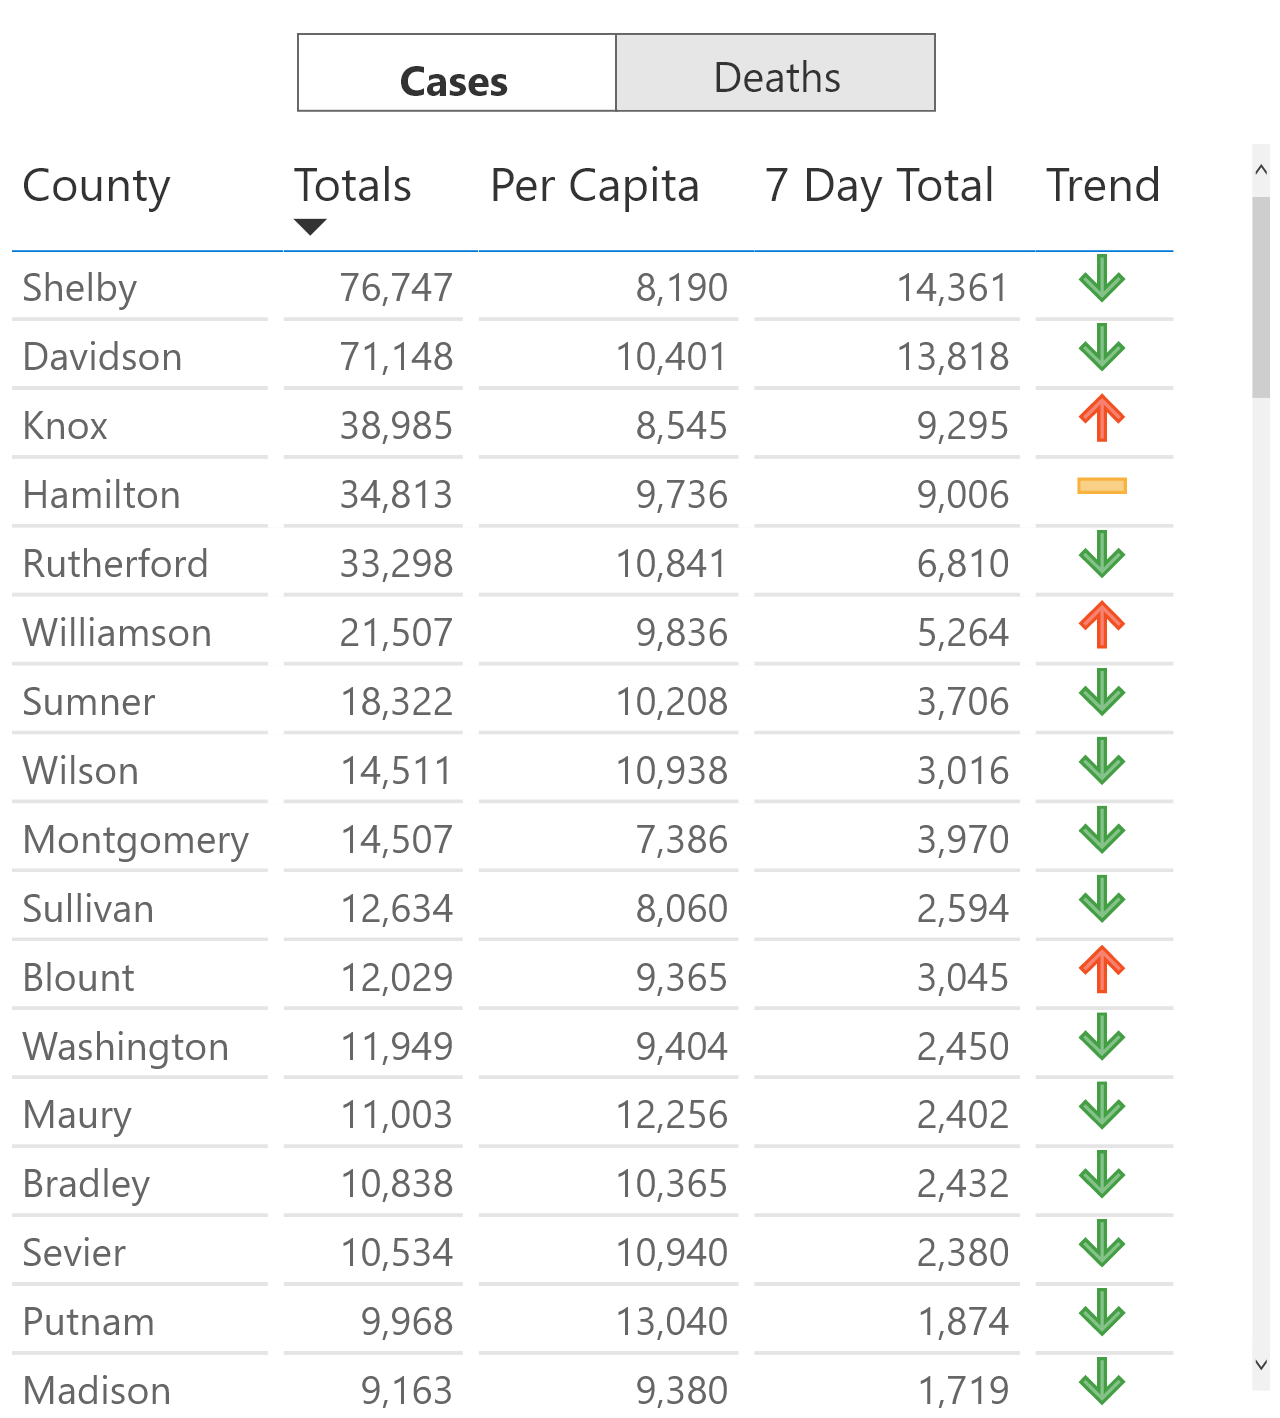 Cases Deaths
County Totals Per Capita 7 Day Total Trend
Shelby 76,747 8,190 14,361
Davidson 71,148 10,401 13,818
Knox 38,985 8,545 9,295
Hamilton 34,813 9,736 9,006
Rutherford 33,298 10,841 6,810
Williamson 21,507 9,836 5,264
Sumner 18,322 10,208 3,706
Wilson 14,511 10,938 3,016
Montgomery 14,507 7,386 3,970
Sullivan 12,634 8,060 2,594
Blount 12,029 9,365 3,045
Washington 11,949 9,404 2,450
Maury 11,003 12,256 2,402
Bradley 10,838 10,365 2,432
Sevier 10,534 10,940 2,380
Putnam 9,968 13,040 1,874
Madison 9,163 9,380 1,719